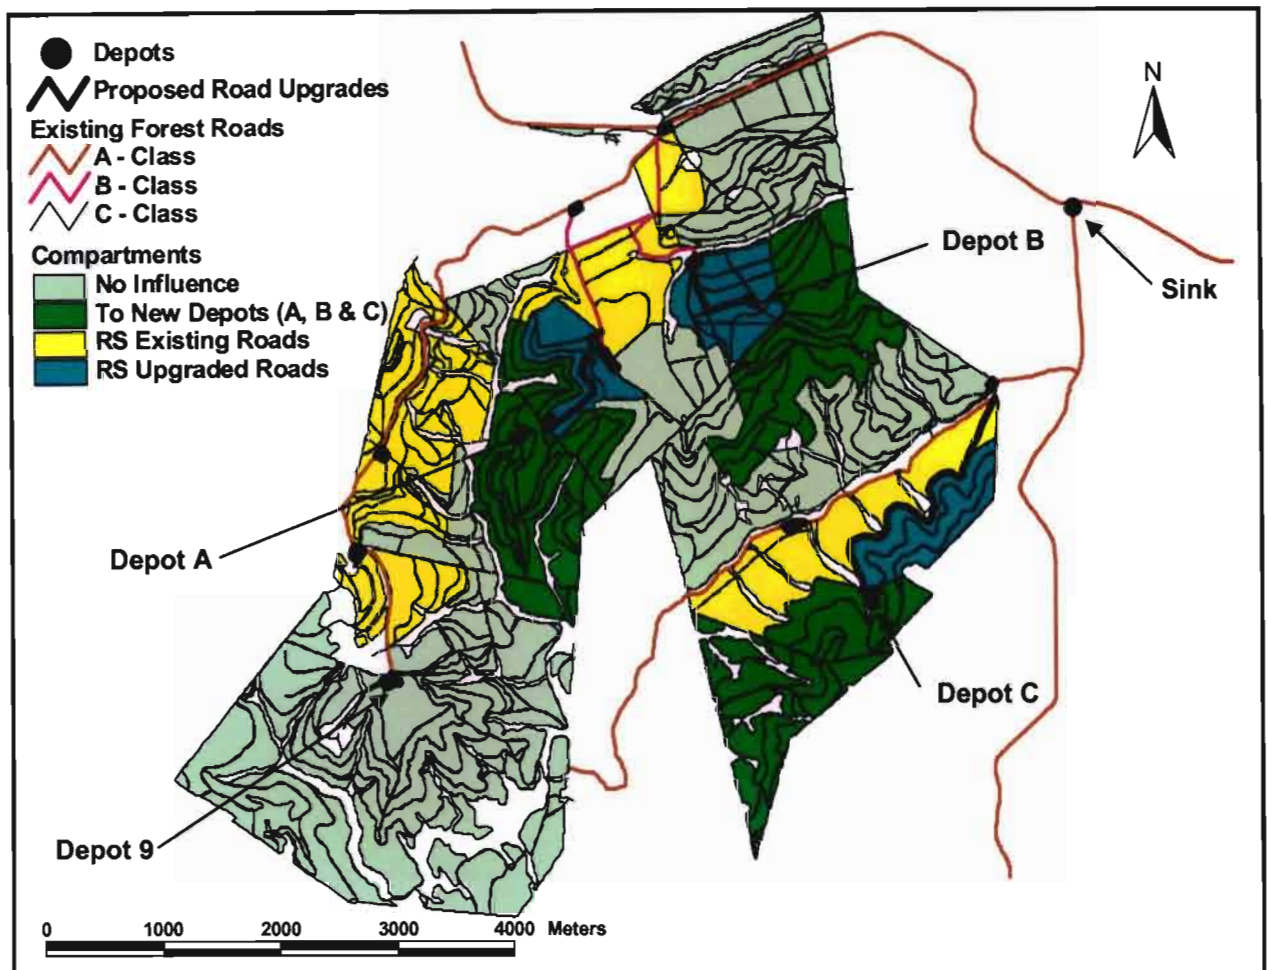 Depots
Proposed Road Upgrades
Existing Forest Roads
A - Class
B - Class
C - Class
Compartments
No Influence
To New Depots (A, B & C)
RS Existing Roads
RS Upgraded Roads
N
Depot B
Sink
Depot A
Depot C
Depot 9
0 1000 2000 3000 4000 Meters